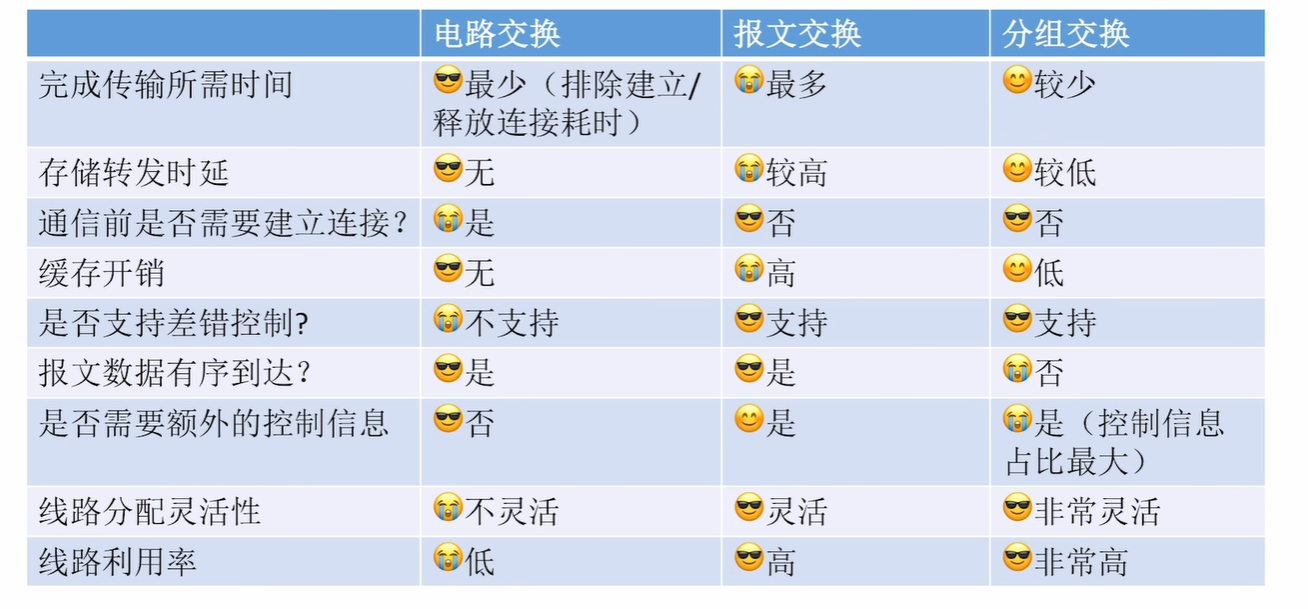 电路交换 报文交换 分组交换
完成传输所需时间 😎最少（排除建立/ 😭最多 😊较少
释放连接耗时）
存储转发时延 😎无 😭较高 😊较低
通信前是否需要建立连接？ 😭是 😎否 😎否
缓存开销 😎无 😭高 😊低
是否支持差错控制? 😭不支持 😎支持 😎支持
报文数据有序到达？ 😎是 😎是 😭否
是否需要额外的控制信息 😎否 😊是 😭是（控制信息
占比最大）
线路分配灵活性 😭不灵活 😎灵活 😎非常灵活
线路利用率 😭低 😎高 😎非常高